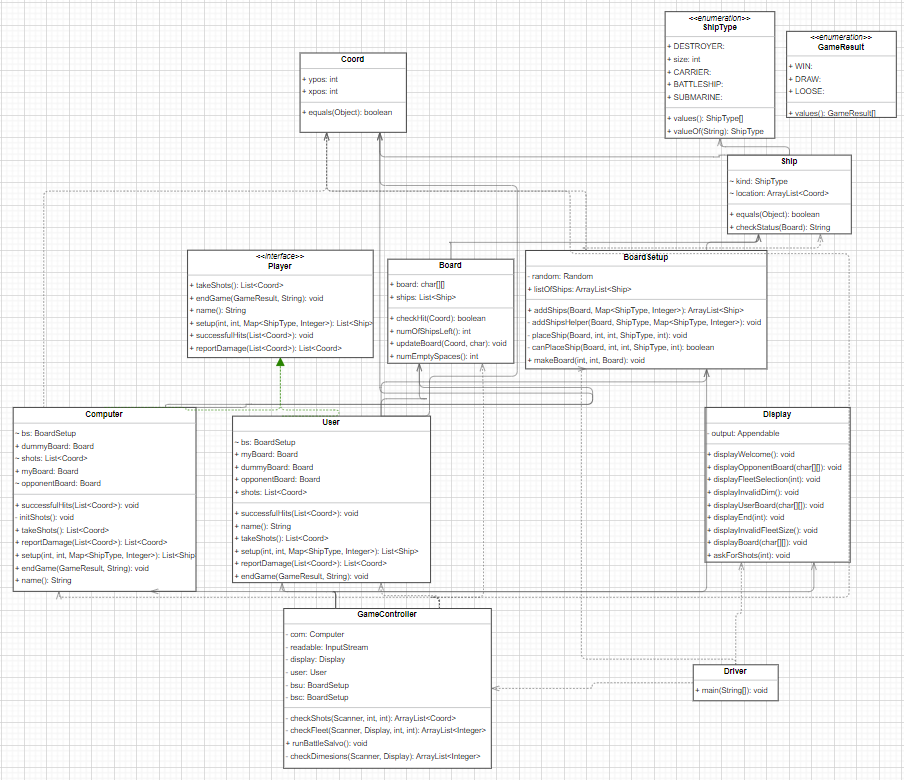 <<enumeration>>
ShipType
+ DESTROYER:
+ size: int
+ CARRIER:
+ BATTLESHIP:
+ SUBMARINE:
+ values(): ShipType[]
+ valueOf(String): ShipType
<<enumeration>>
GameResult
+ WIN:
+ DRAW:
+ LOOSE:
+ values(): GameResult[]
Coord
+ ypos: int
+ xpos: int
+ equals(Object): boolean
Ship
~ kind: ShipType
~ location: ArrayList<Coord>
+ equals(Object): boolean
+ checkStatus(Board): String
<<interface>>
Player
+ takeShots(): List<Coord>
+ endGame(GameResult, String): void
+ name(): String
+ setup(int, int, Map<ShipType, Integer>): List<Ship>
+ successfulHits(List<Coord>): void
+ reportDamage(List<Coord>): List<Coord>
Board
+ board: char[][]
+ ships: List<Ship>
+ checkHit(Coord): boolean
+ numOfShipsLeft(): int
+ updateBoard(Coord, char): void
+ numEmptySpaces(): int
BoardSetup
- random: Random
+ listOfShips: ArrayList<Ship>
+ addShips(Board, Map<ShipType, Integer>): ArrayList<Ship>
- addShipsHelper(Board, ShipType, Map<ShipType, Integer>): void
- placeShip(Board, int, int, ShipType, int): void
- canPlaceShip(Board, int, int, ShipType, int): boolean
+ makeBoard(int, int, Board): void
Computer
~ bs: BoardSetup
+ dummyBoard: Board
~ shots: List<Coord>
+ myBoard: Board
~ opponentBoard: Board
+ successfulHits(List<Coord>): void
- initShots(): void
+ takeShots(): List<Coord>
+ reportDamage(List<Coord>): List<Coord>
+ setup(int, int, Map<ShipType, Integer>): List<Ship
+ endGame(GameResult, String): void
+ name(): String
User
~ bs: BoardSetup
+ myBoard: Board
+ dummyBoard: Board
+ opponentBoard: Board
+ shots: List<Coord>
+ successfulHits(List<Coord>): void
+ name(): String
+ takeShots(): List<Coord>
+ setup(int, int, Map<ShipType, Integer>): List<Ship>
+ reportDamage(List<Coord>): List<Coord>
+ endGame(GameResult, String): void
Display
- output: Appendable
+ displayWelcome(): void
+ displayOpponentBoard(char[][]): void
+ displayFleetSelection(int): void
+ displayInvalidDim(): void
+ displayUserBoard(char[][]): void
+ displayEnd(int): void
+ displayInvalidFleetSize(): void
+ displayBoard(char[][]): void
+ askForShots(int): void
GameController
- com: Computer
- readable: InputStream
- display: Display
- user: User
- bsu: BoardSetup
- bsc: BoardSetup
- checkShots(Scanner, int, int): ArrayList<Coord>
- checkFleet(Scanner, Display, int, int): ArrayList<Integer>
+ runBattleSalvo(): void
- checkDimesions(Scanner, Display): ArrayList<Integer>
Driver
+ main(String[]): void